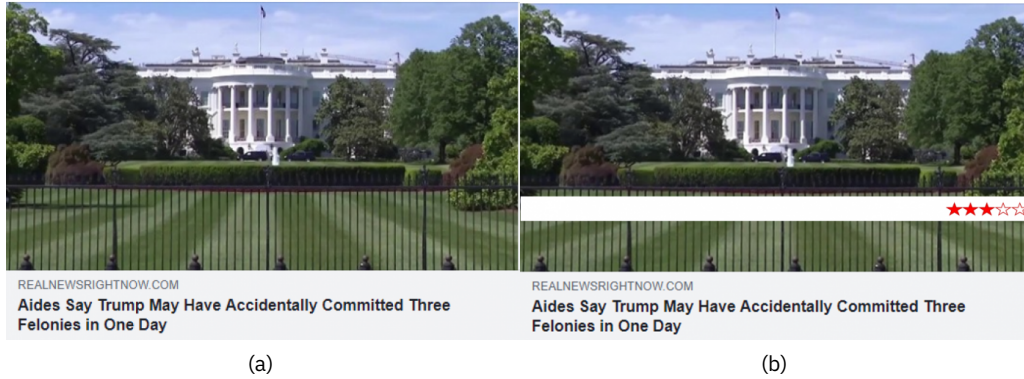 REALNEWSRIGHTNOW.COM
Aides Say Trump May Have Accidentally Committed Three
Felonies in One Day
(a)
REALNEWSRIGHTNOW.COM
Aides Say Trump May Have Accidentally Committed Three
Felonies in One Day
(b)